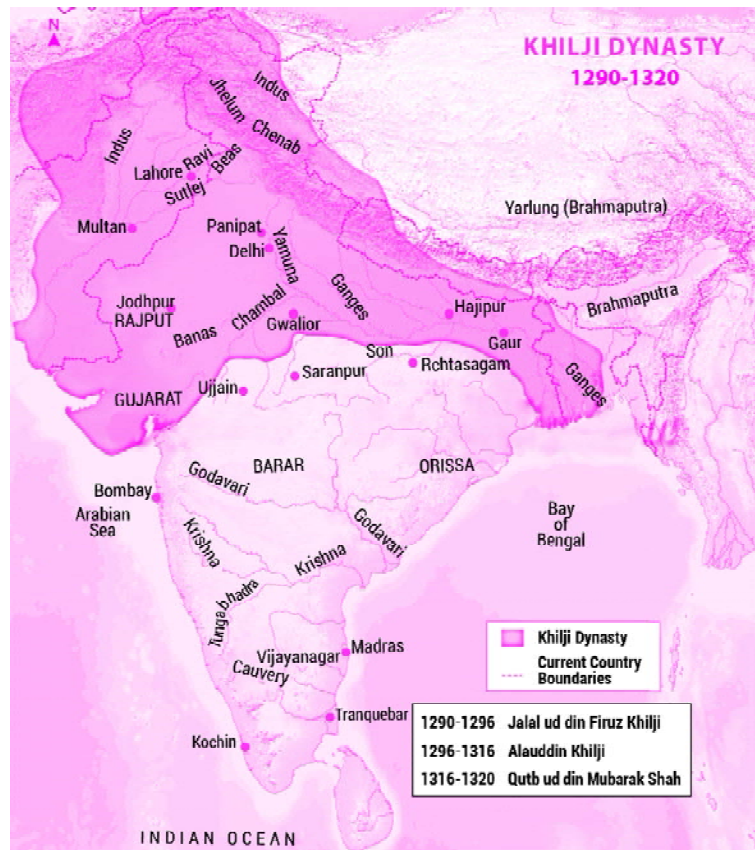 N
KHILJI DYNASTY
1290-1320
Indus
Jhelum
Chenab
Indus
Ravi
Beas
Lahore
Sutlej
Yarlung (Brahmaputra)
Multan
Panipat
Delhi
Yamuna
Ganges
Brahmaputra
Jodhpur
RAJPUT
Banas
Chambal
Gwalior
Hajipur
Gaur
Ganges
Son
Saranpur
Rchtasagam
Ujjain
GUJARAT
BARAR
ORISSA
Godavari
Bombay
Arabian
Sea
Godavari
Bay
of
Bengal
Krishna
Krishna
Tungabhadra
Vijayanagar
Madras
Cauvery
Tranquebar
Kochin
Khilji Dynasty
Current Country
Boundaries
1290-1296 Jalal ud din Firuz Khilji
1296-1316 Alauddin Khilji
1316-1320 Qutb ud din Mubarak Shah
INDIAN OCEAN